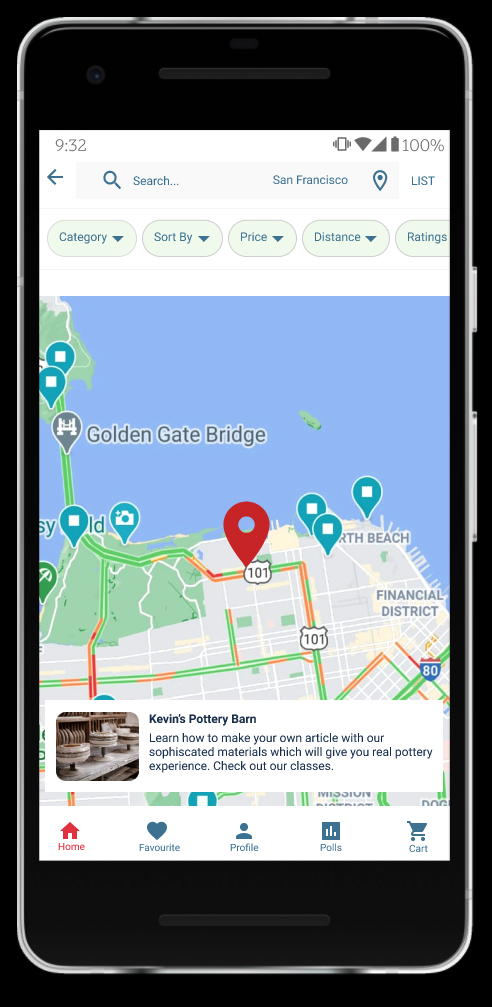 9:32 100%
Search... San Francisco LIST
Category Sort By Price Distance Ratings
Golden Gate Bridge
RTH BEACH
101
FINANCIAL
DISTRICT
101
80
Kevin's Pottery Barn
Learn how to make your own article with our
sophiscated materials which will give you real pottery
experience. Check out our classes.
MISSION
DISTRICT
Home Favourite Profile Polls Cart